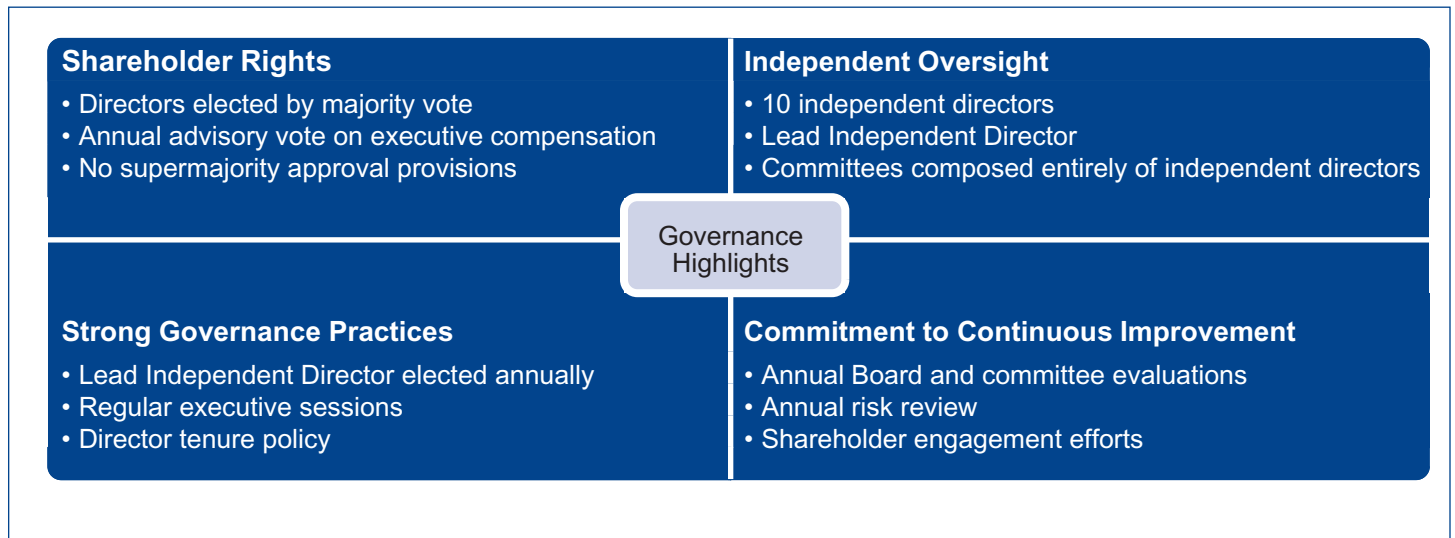 Shareholder Rights
• Directors elected by majority vote
• Annual advisory vote on executive compensation
• No supermajority approval provisions
Independent Oversight
• 10 independent directors
• Lead Independent Director
• Committees composed entirely of independent directors
Governance
Highlights
Strong Governance Practices
• Lead Independent Director elected annually
• Regular executive sessions
• Director tenure policy
Commitment to Continuous Improvement
• Annual Board and committee evaluations
• Annual risk review
• Shareholder engagement efforts